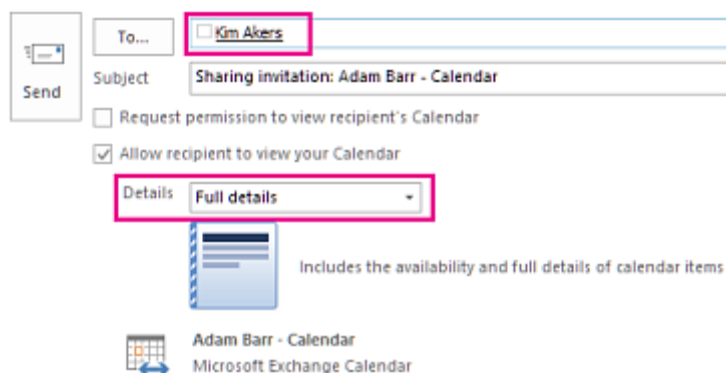 To... Kim Akers
Send
Subject Sharing invitation: Adam Barr - Calendar
Request permission to view recipient's Calendar
Allow recipient to view your Calendar
Details Full details
Includes the availability and full details of calendar items
Adam Barr - Calendar
Microsoft Exchange Calendar